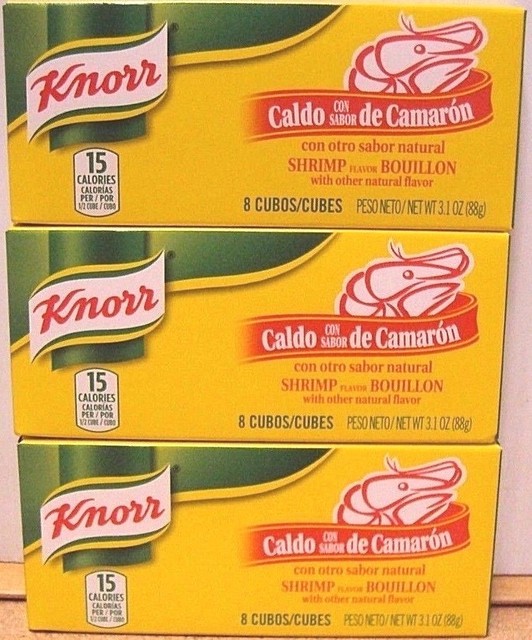 Knorr
Caldo CON SABOR de Camarón
con otro sabor natural
SHRIMP FLAVOR BOUILLON
with other natural flavor
15
CALORIES
CALORÍAS
PER / POR
1/2 CUBE / CUBO
8 CUBOS/CUBES PESO NETO/NET WT 3.1 OZ (88g)
Knorr
Caldo CON SABOR de Camarón
con otro sabor natural
SHRIMP FLAVOR BOUILLON
with other natural flavor
15
CALORIES
CALORÍAS
PER / POR
1/2 CUBE / CUBO
8 CUBOS/CUBES PESO NETO/NET WT 3.1 OZ (88g)
Knorr
Caldo CON SABOR de Camarón
con otro sabor natural
SHRIMP FLAVOR BOUILLON
with other natural flavor
15
CALORIES
CALORÍAS
PER / POR
1/2 CUBE / CUBO
8 CUBOS/CUBES PESO NETO/NET WT 3.1 OZ (88g)